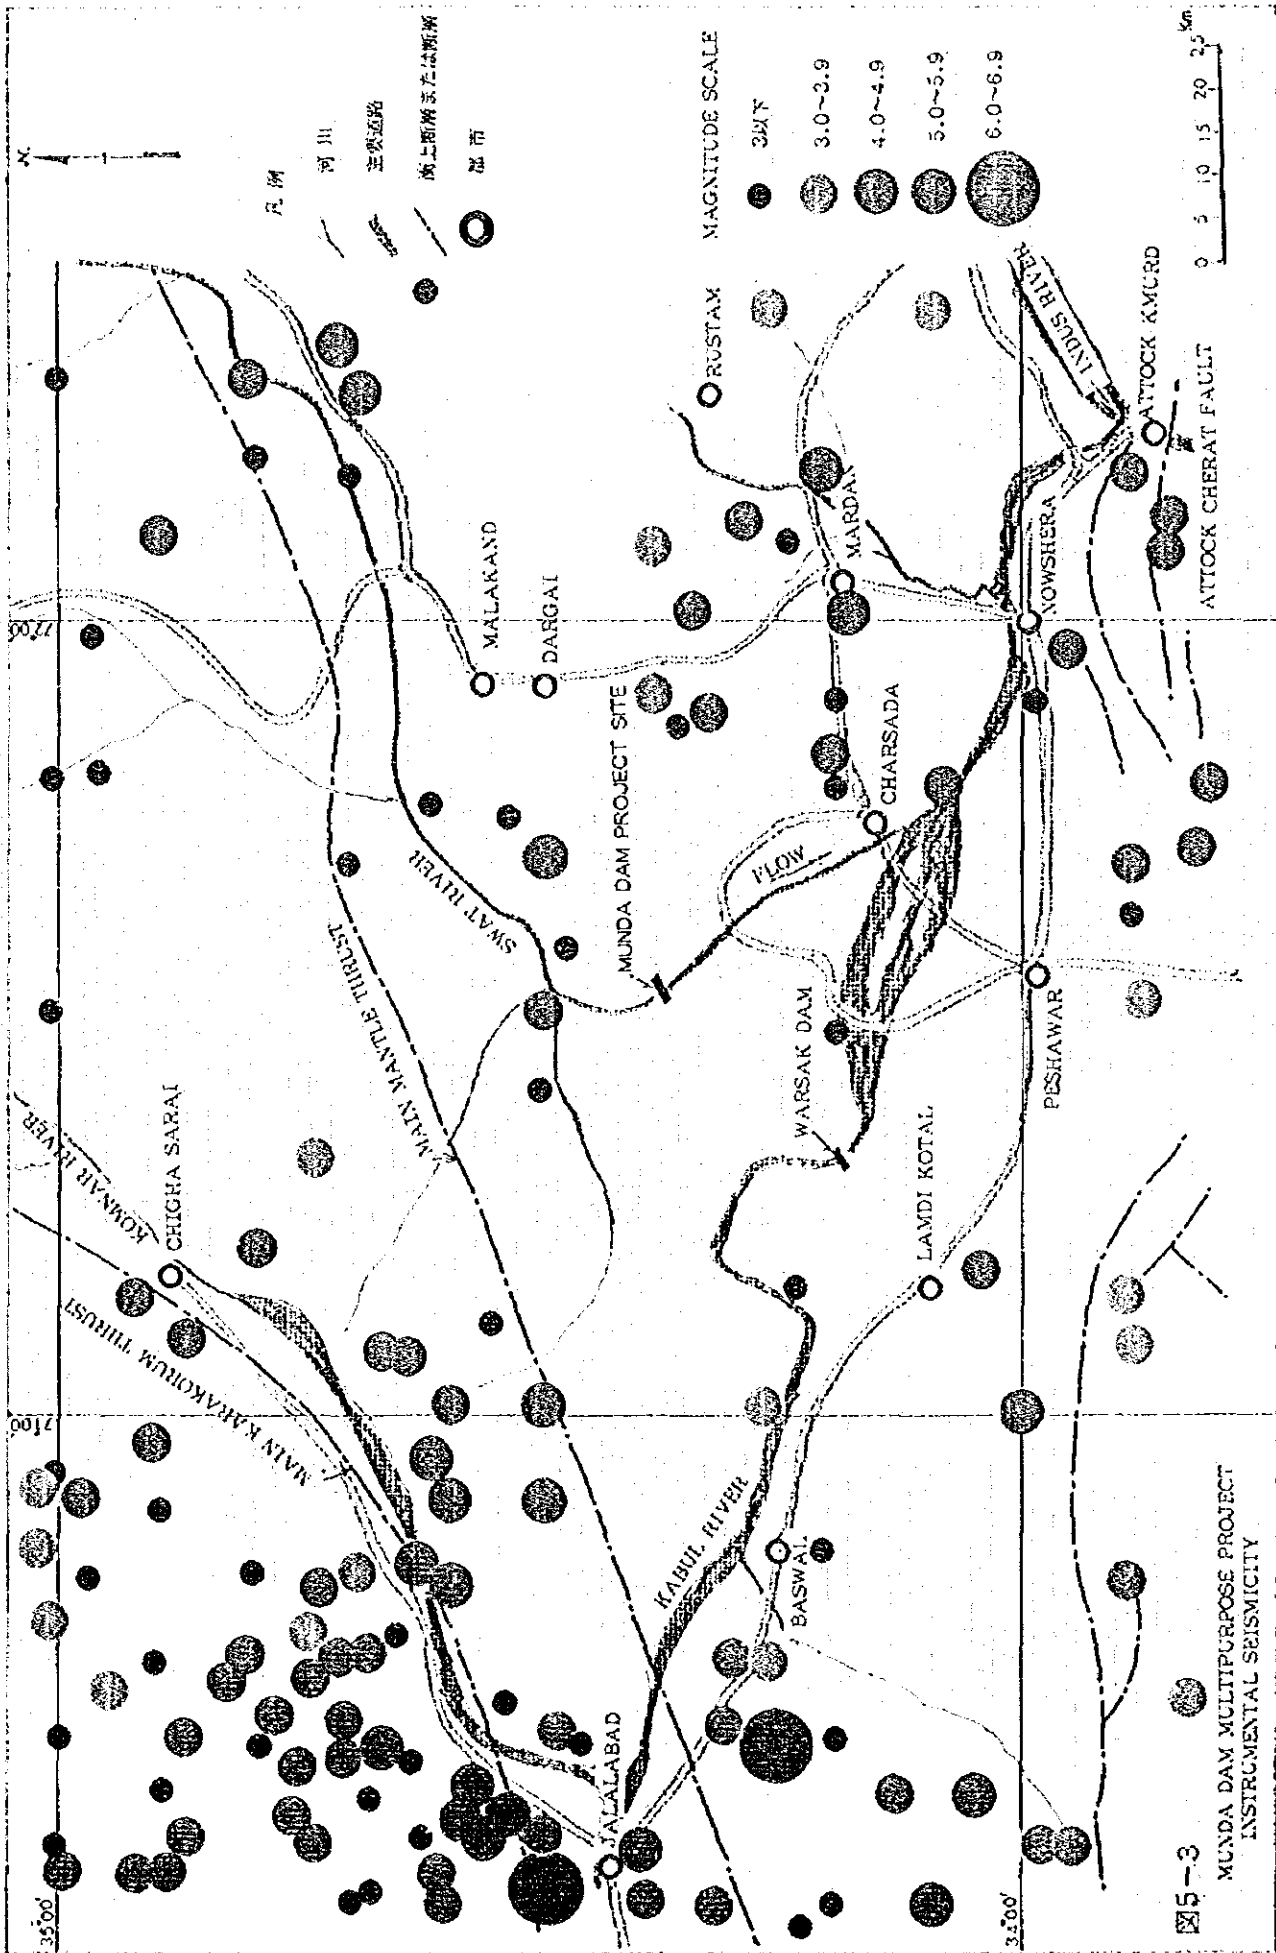 N
凡例
河川
主要道路
衝上断層または断層
都市
MAGNITUDE SCALE
3以下
3.0~3.9
4.0~4.9
5.0~5.9
6.0~6.9
0 5 10 15 20 25 Km
35°00'
34°00'
71°00
72°00
KOMNAR RIVER
CHIGHA SARAI
MAIN KARAKORUM THRUST
MAIN MANTLE THRUST
SWAT RIVER
MALAKAND
DARGAI
MUNDA DAM PROJECT SITE
RUSTAM
MARDAN
CHARSADA
FLOW
WARSAK DAM
JALALABAD
KABUL RIVER
BASWAL
LAMDI KOTAL
PESHAWAR
NOWSHERA
INDUS RIVER
ATTOCK KMURD
ATTOCK CHERAT FAULT
図5-3
MUNDA DAM MULTIPURPOSE PROJECT
INSTRUMENTAL SEISMICITY